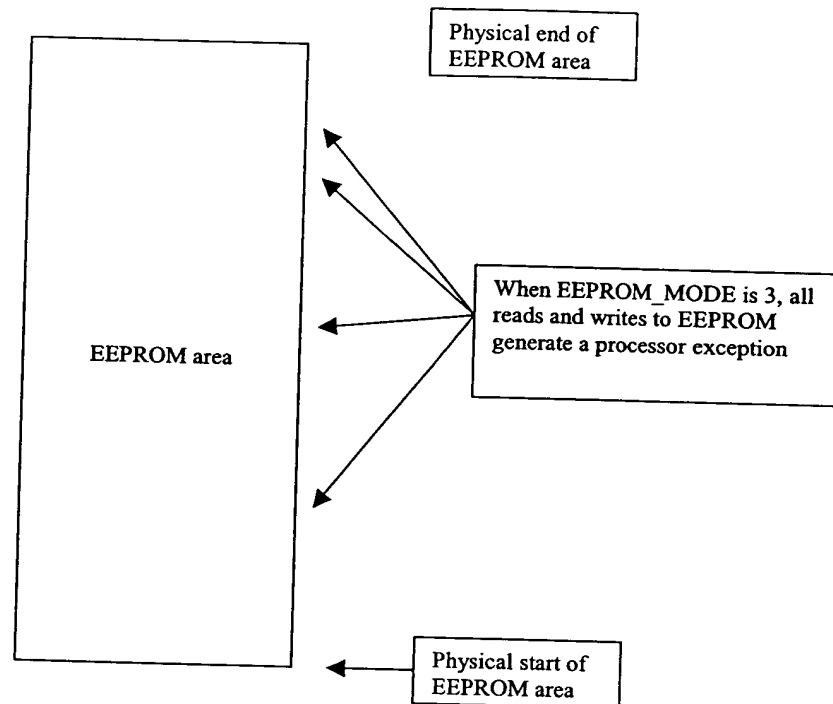 Physical end of
EEPROM area
When EEPROM_MODE is 3, all
reads and writes to EEPROM
generate a processor exception
EEPROM area
Physical start of
EEPROM area